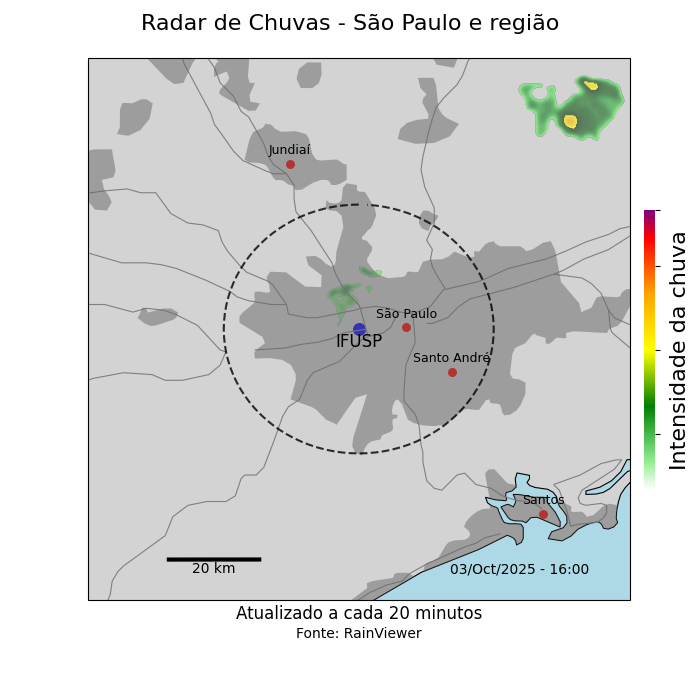 Radar de Chuvas - São Paulo e região
Jundiaí
São Paulo
IFUSP
Santo André
Santos
20 km
03/Oct/2025 - 16:00
Intensidade da chuva
Atualizado a cada 20 minutos
Fonte: RainViewer